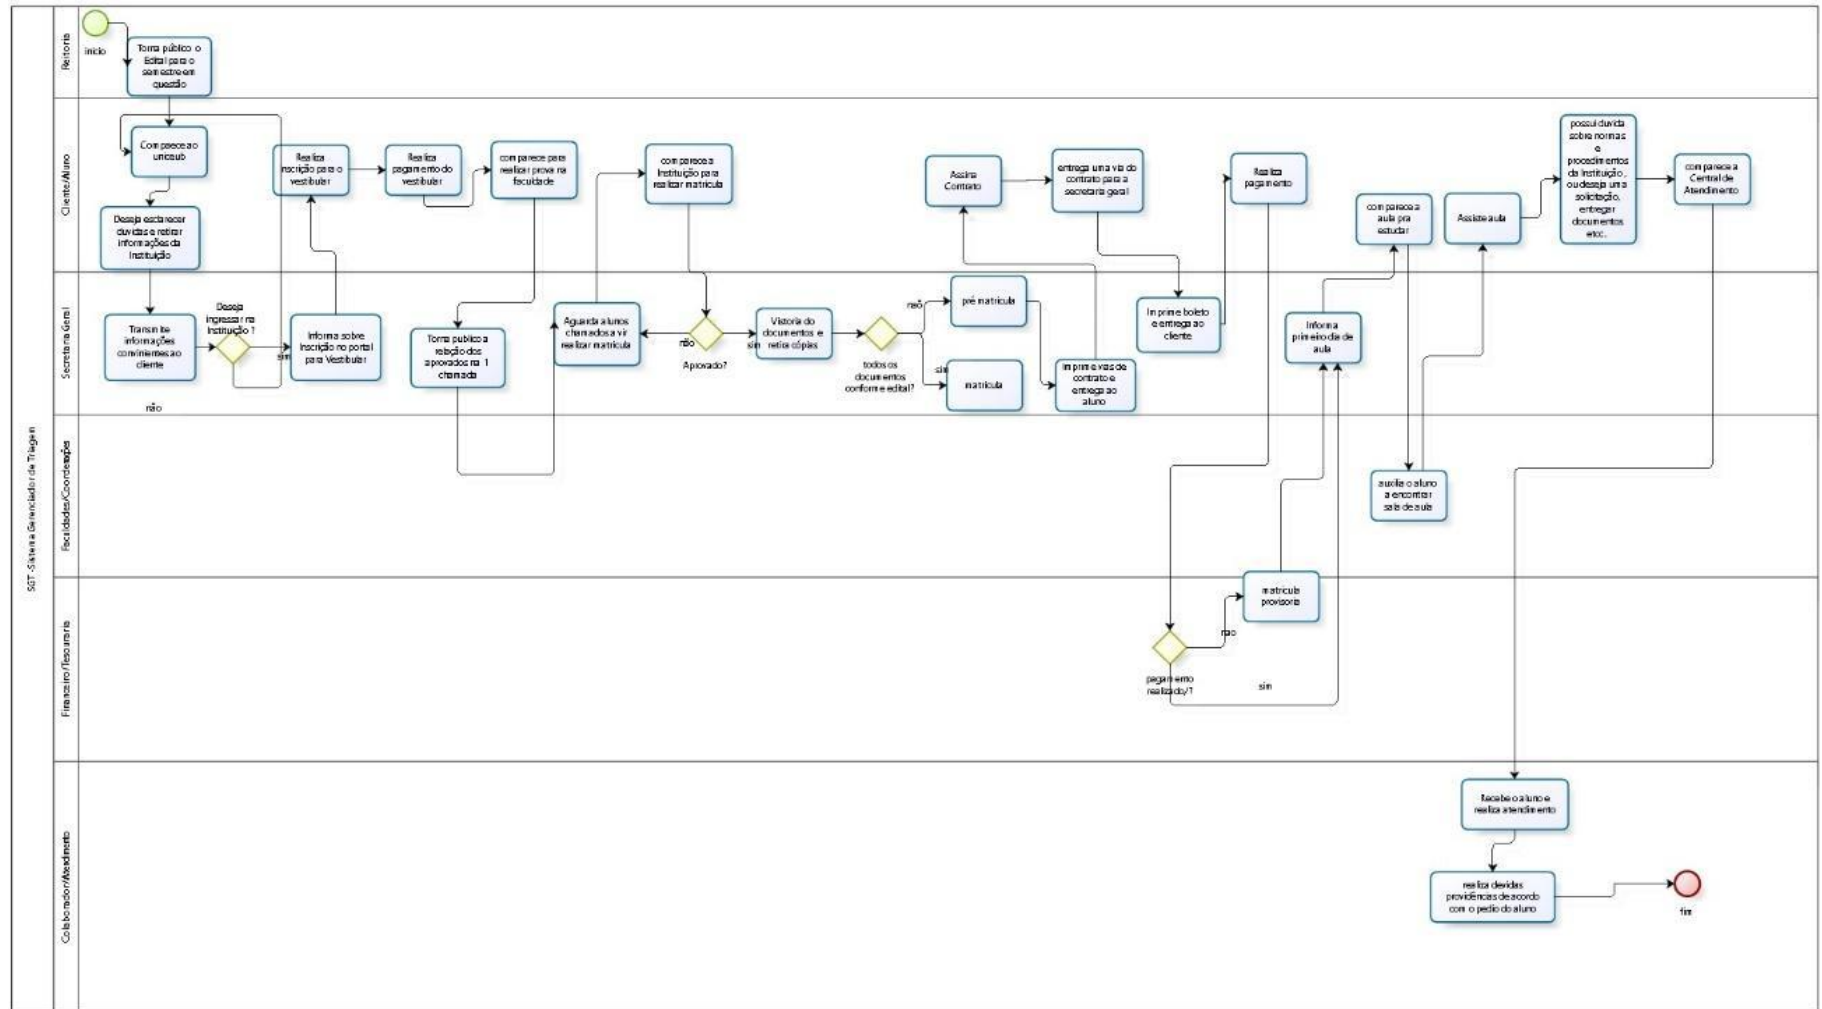 SGT - Sistema Gerenciador de Triagem
Reitoria
inicio
Torna público o
Edital para o
semestre em
questão
Cliente/Aluno
Comparece ao
uniceub
Deseja esclarecer
duvidas e retirar
informações da
Instituição
Realiza
inscrição para o
vestibular
Realiza
pagamento do
vestibular
comparece para
realizar prova na
faculdade
comparece a
Instituição para
realizar matricula
Assina
Contrato
entrega uma via do
contrato para a
secretaria geral
Realiza
pagamento
comparece a
aula pra
estudar
Assiste aula
possui duvida
sobre normas
e
procedimentos
da Instituição,
ou deseja uma
solicitação,
entregar
documentos
etcc.
comparece a
Central de
Atendimento
Secretaria Geral
Transmite
informações
convinientes ao
cliente
Deseja
ingressar na
Instituição ?
sim
não
Informa sobre
Inscrição no portal
para Vestibular
Torna publico a
relação dos
aprovados na 1
chamada
Aguarda alunos
chamados a vir
realizar matricula
não
Aprovado?
sim
Vistoria do
documentos e
retira cópias
todos os
documentos
conforme edital?
naõ
sim
pré matricula
matricula
Imprime vias de
contrato e
entrega ao
aluno
Imprime boleto
e entrega ao
cliente
Informa
primeiro dia de
aula
Faculdades/Coordenações
auxilia o aluno
a encontrar
sala de aula
Financeiro/Tesouraria
matricula
provisoria
nao
pagamento
realizado/?
sim
Colaborador/Atendimento
Recebe o aluno e
realiza atendimento
realiza devidas
providências de acordo
com o pedio do aluno
fim